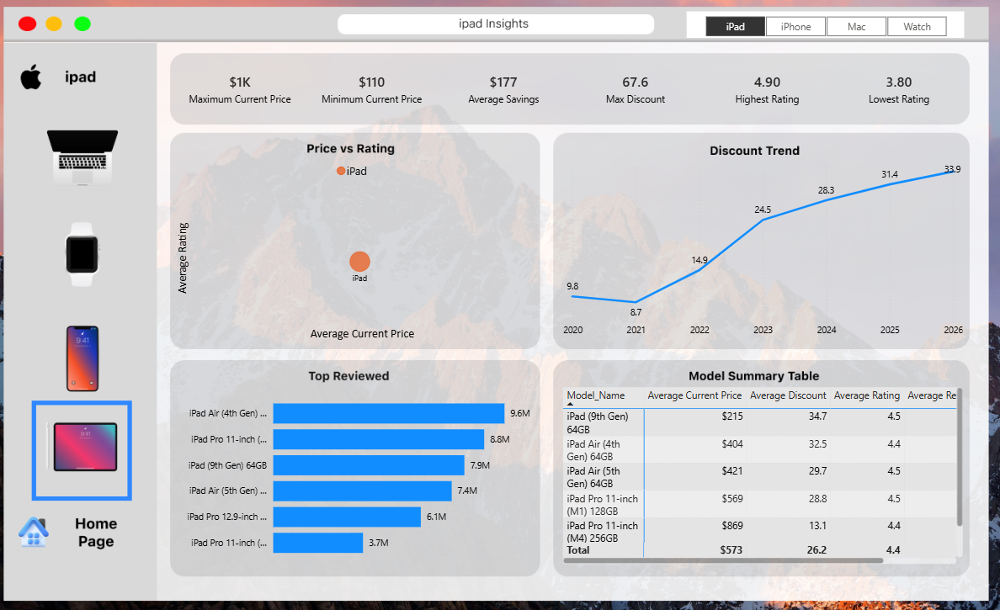 ipad Insights
iPad
iPhone
Mac
Watch
ipad
Home
Page
$1K
Maximum Current Price
$110
Minimum Current Price
$177
Average Savings
67.6
Max Discount
4.90
Highest Rating
3.80
Lowest Rating
Price vs Rating
iPad
Average Rating
iPad
Average Current Price
Discount Trend
9.8
8.7
14.9
24.5
28.3
31.4
33.9
2020
2021
2022
2023
2024
2025
2026
Top Reviewed
iPad Air (4th Gen) ... 9.6M
iPad Pro 11-inch (... 8.8M
iPad (9th Gen) 64GB 7.9M
iPad Air (5th Gen) ... 7.4M
iPad Pro 12.9-inch ... 6.1M
iPad Pro 11-inch (... 3.7M
Model Summary Table
Model_Name Average Current Price Average Discount Average Rating Average Re
iPad (9th Gen)
64GB
$215 34.7 4.5
iPad Air (4th
Gen) 64GB
$404 32.5 4.4
iPad Air (5th
Gen) 64GB
$421 29.7 4.5
iPad Pro 11-inch
(M1) 128GB
$569 28.8 4.5
iPad Pro 11-inch
(M4) 256GB
$869 13.1 4.4
Total $573 26.2 4.4
9:41
9:41